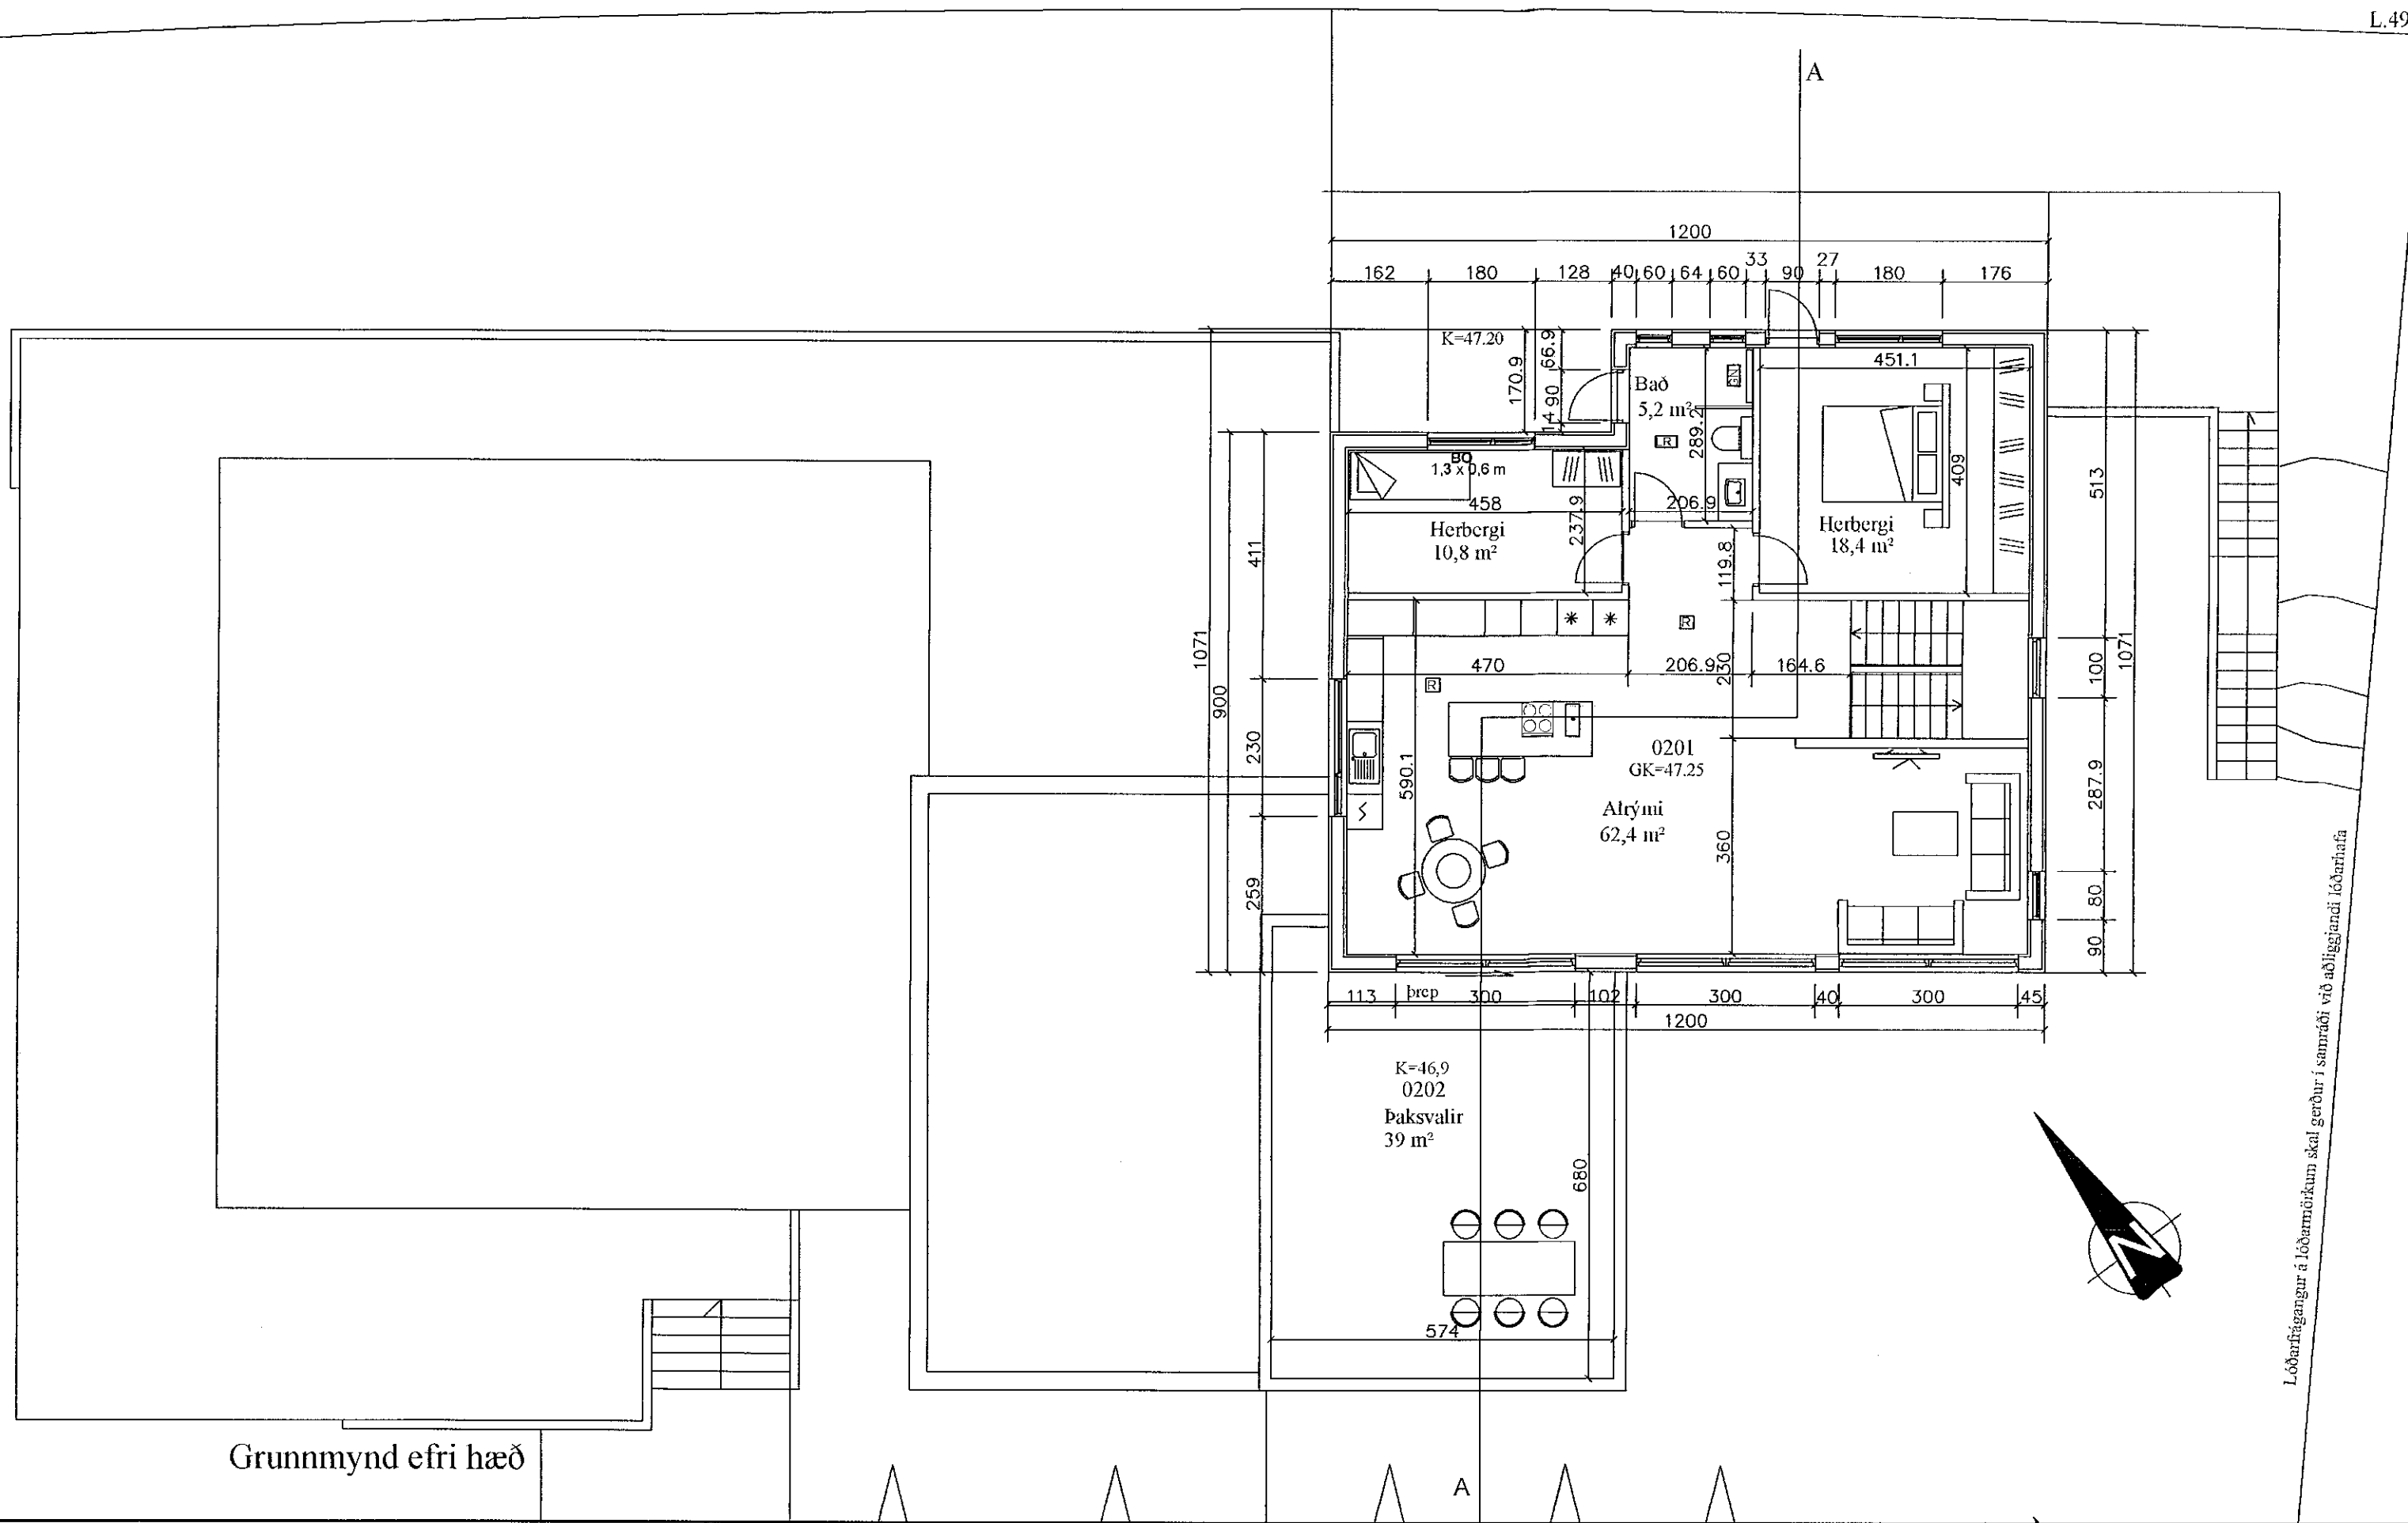 L.49
A
1200
162 180 128 40 60 64 60 33 90 27 180 176
K=47.20
170.9
66.9
90
14
Bað
5,2 m²
GN
R
289.2
206.9
451.1
409
Herbergi
18,4 m²
BO
1,3 x 0,6 m
458
Herbergi
10,8 m²
237.9
119.8
R
470
206.9
230
164.6
R
590.1
0201
GK=47.25
Alrými
62,4 m²
360
1071
900
411
230
259
513
100
287.9
80
90
1071
113 þrep 300 102 300 40 300 45
1200
K=46,9
0202
Þaksvalir
39 m²
680
574
N
Lóðarfrágangur á lóðarmörkum skal gerður í samráði við aðliggjandi lóðarhafa
Grunnmynd efri hæð
A